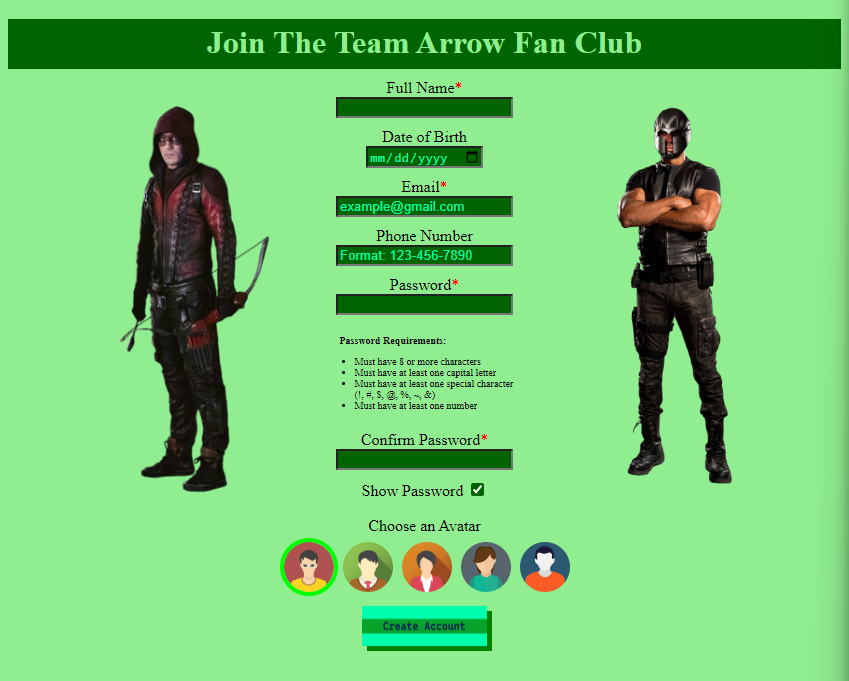 Join The Team Arrow Fan Club
Full Name*
Date of Birth
mm/dd/yyyy
Email*
example@gmail.com
Phone Number
Format: 123-456-7890
Password*
Password Requirements:
Must have 8 or more characters
Must have at least one capital letter
Must have at least one special character
(!, #, $, @, %, ~, &)
Must have at least one number
Confirm Password*
Show Password
Choose an Avatar
Create Account